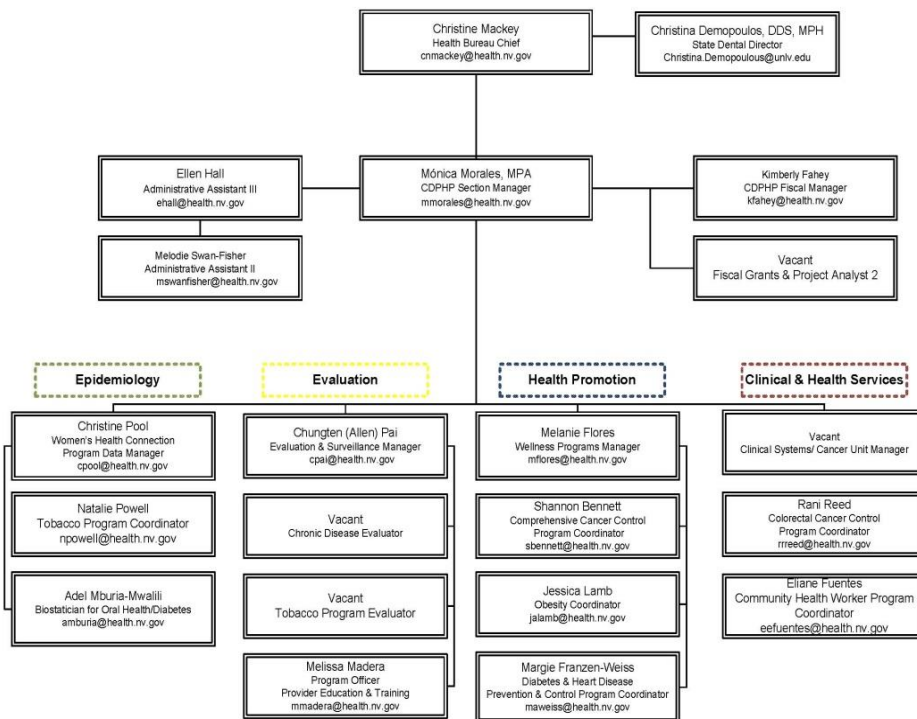 Christine Mackey
Health Bureau Chief
cnmackey@health.nv.gov
Christina Demopoulos, DDS, MPH
State Dental Director
Christina.Demopoulous@unlv.edu
Ellen Hall
Administrative Assistant III
ehall@health.nv.gov
Mónica Morales, MPA
CDPHP Section Manager
mmorales@health.nv.gov
Kimberly Fahey
CDPHP Fiscal Manager
kfahey@health.nv.gov
Melodie Swan-Fisher
Administrative Assistant II
mswanfisher@health.nv.gov
Vacant
Fiscal Grants & Project Analyst 2
Epidemiology
Christine Pool
Women's Health Connection
Program Data Manager
cpool@health.nv.gov
Natalie Powell
Tobacco Program Coordinator
npowell@health.nv.gov
Adel Mburia-Mwalili
Biostatician for Oral Health/Diabetes
amburia@health.nv.gov
Evaluation
Chungten (Allen) Pai
Evaluation & Surveillance Manager
cpai@health.nv.gov
Vacant
Chronic Disease Evaluator
Vacant
Tobacco Program Evaluator
Melissa Madera
Program Officer
Provider Education & Training
mmadera@health.nv.gov
Health Promotion
Melanie Flores
Wellness Programs Manager
mflores@health.nv.gov
Shannon Bennett
Comprehensive Cancer Control
Program Coordinator
sbennett@health.nv.gov
Jessica Lamb
Obesity Coordinator
jalamb@health.nv.gov
Margie Franzen-Weiss
Diabetes & Heart Disease
Prevention & Control Program Coordinator
maweiss@health.nv.gov
Clinical & Health Services
Vacant
Clinical Systems/ Cancer Unit Manager
Rani Reed
Colorectal Cancer Control
Program Coordinator
rrreed@health.nv.gov
Eliane Fuentes
Community Health Worker Program
Coordinator
eefuentes@health.nv.gov